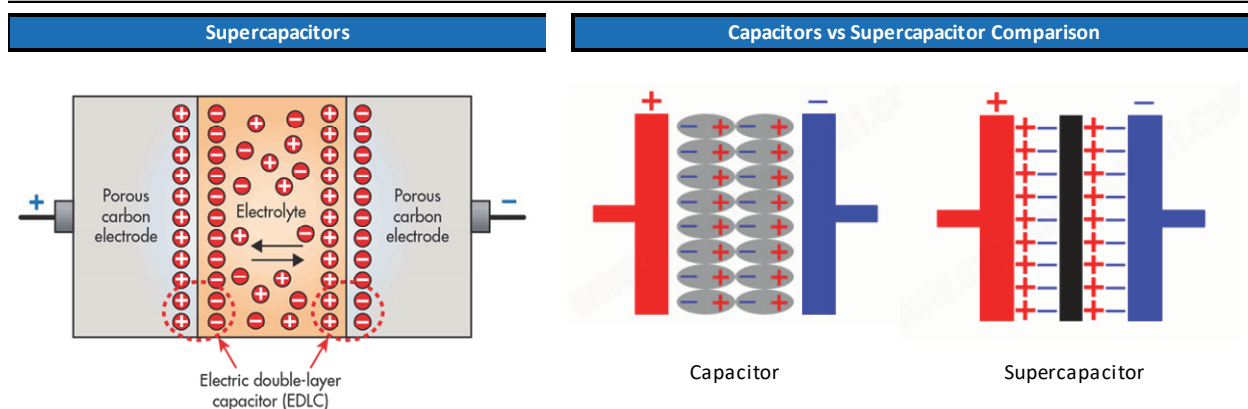 Supercapacitors
Capacitors vs Supercapacitor Comparison
+
Porous
carbon
electrode
Electrolyte
Porous
carbon
electrode
−
Electric double-layer
capacitor (EDLC)
+
−
Capacitor
+
−
Supercapacitor